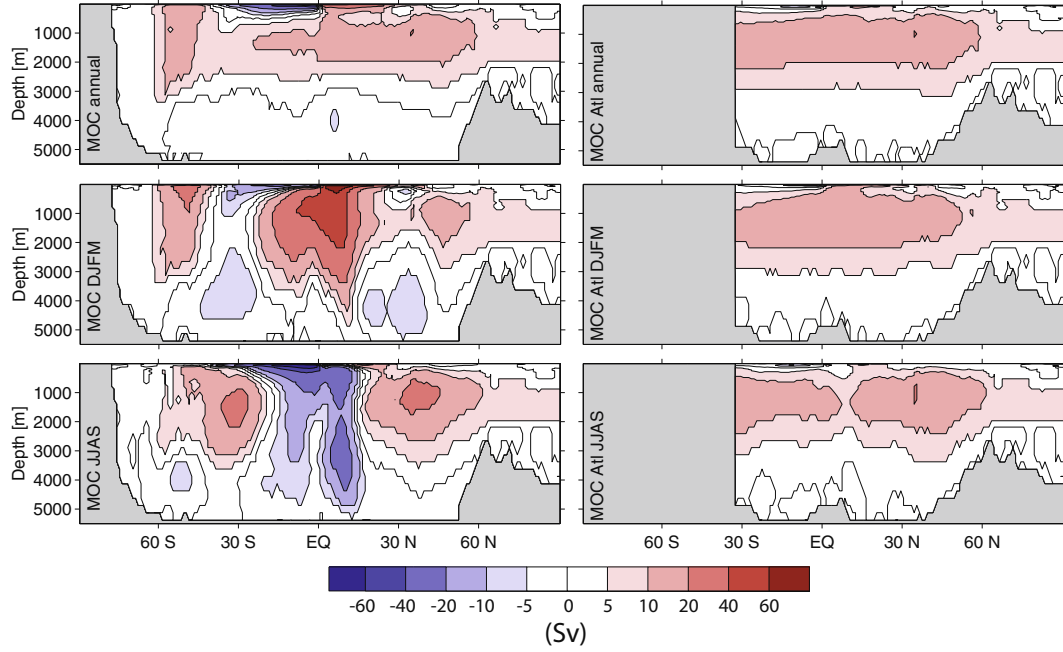 Depth [m]
MOC annual
1000
2000
3000
4000
5000
MOC Atl annual
Depth [m]
MOC DJFM
1000
2000
3000
4000
5000
MOC Atl DJFM
Depth [m]
MOC JJAS
1000
2000
3000
4000
5000
MOC Atl JJAS
60 S 30 S EQ 30 N 60 N
60 S 30 S EQ 30 N 60 N
-60 -40 -20 -10 -5 0 5 10 20 40 60
(Sv)